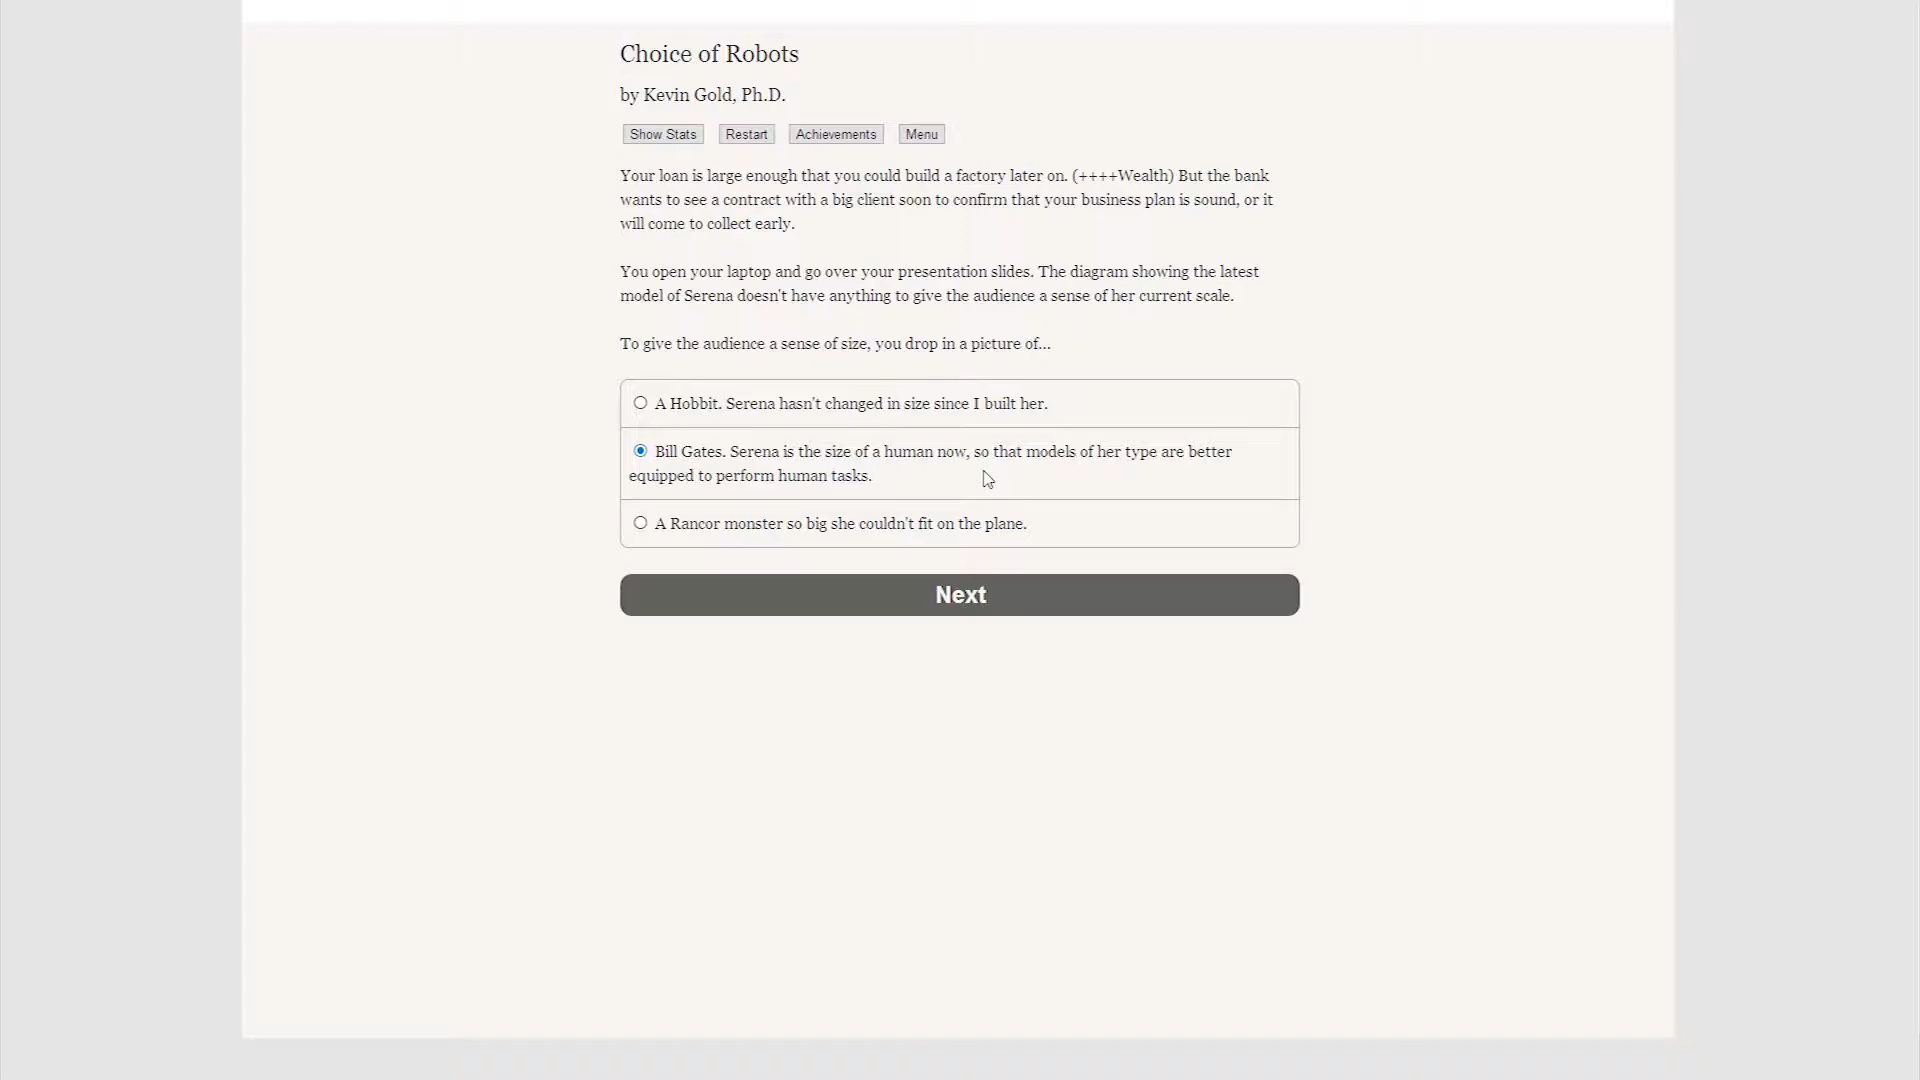 Choice of Robots
by Kevin Gold, Ph.D.
Show Stats Restart Achievements Menu
Your loan is large enough that you could build a factory later on. (++++Wealth) But the bank
wants to see a contract with a big client soon to confirm that your business plan is sound, or it
will come to collect early.
You open your laptop and go over your presentation slides. The diagram showing the latest
model of Serena doesn't have anything to give the audience a sense of her current scale.
To give the audience a sense of size, you drop in a picture of...
A Hobbit. Serena hasn't changed in size since I built her.
Bill Gates. Serena is the size of a human now, so that models of her type are better
equipped to perform human tasks.
A Rancor monster so big she couldn't fit on the plane.
Next